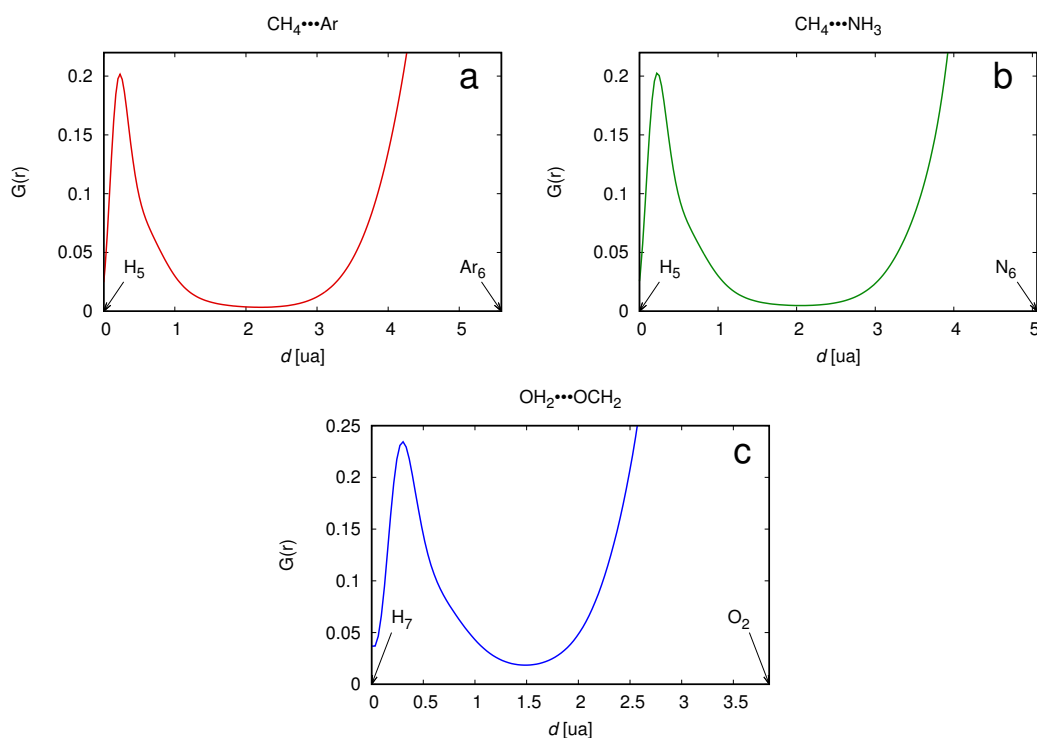 CH₄•••Ar
a
G(r)
0.2
0.15
0.1
0.05
0
H₅
Ar₆
0 1 2 3 4 5
d [ua]
CH₄•••NH₃
b
G(r)
0.2
0.15
0.1
0.05
0
H₅
N₆
0 1 2 3 4 5
d [ua]
OH₂•••OCH₂
c
G(r)
0.25
0.2
0.15
0.1
0.05
0
H₇
O₂
0 0.5 1 1.5 2 2.5 3 3.5
d [ua]